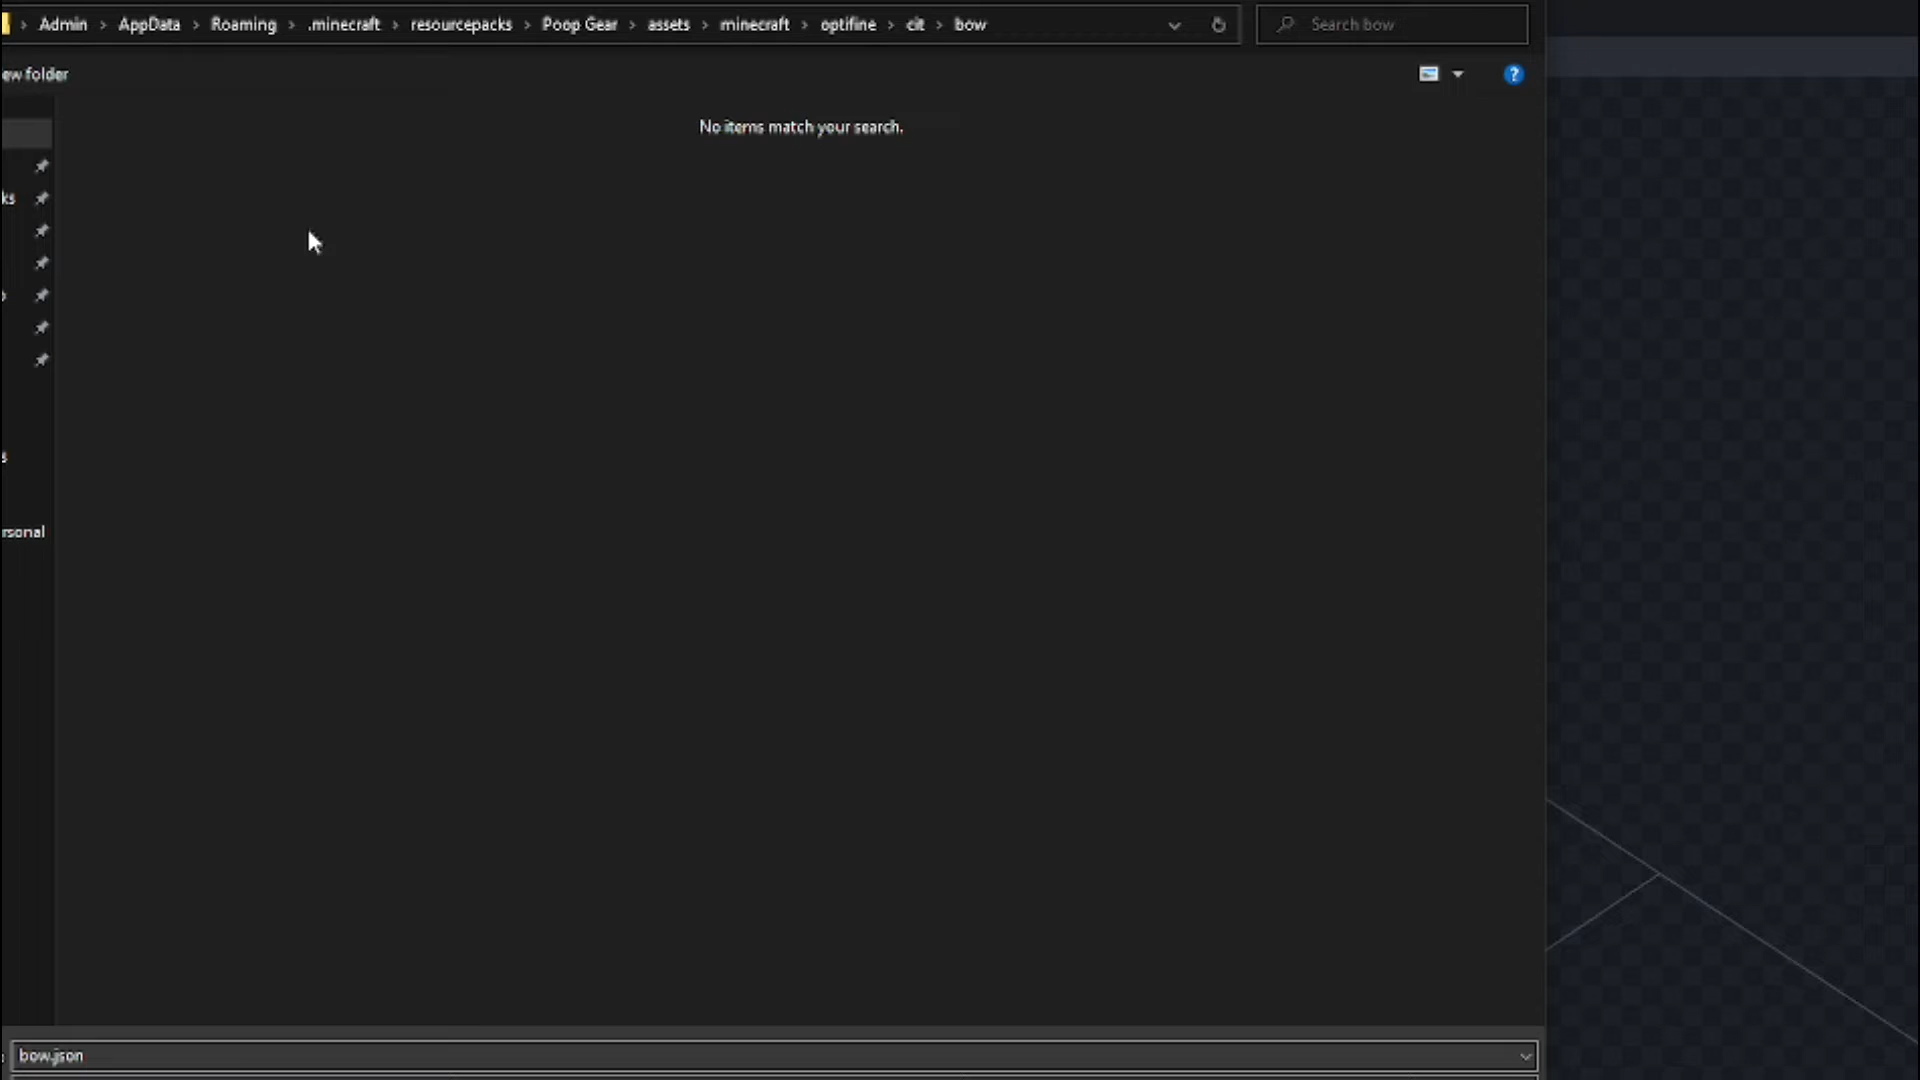 Admin > AppData > Roaming > .minecraft > resourcepacks > Poop Gear > assets > minecraft > optifine > cit > bow
Search bow
ew folder
?
No items match your search.
ks
s
rsonal
bow.json